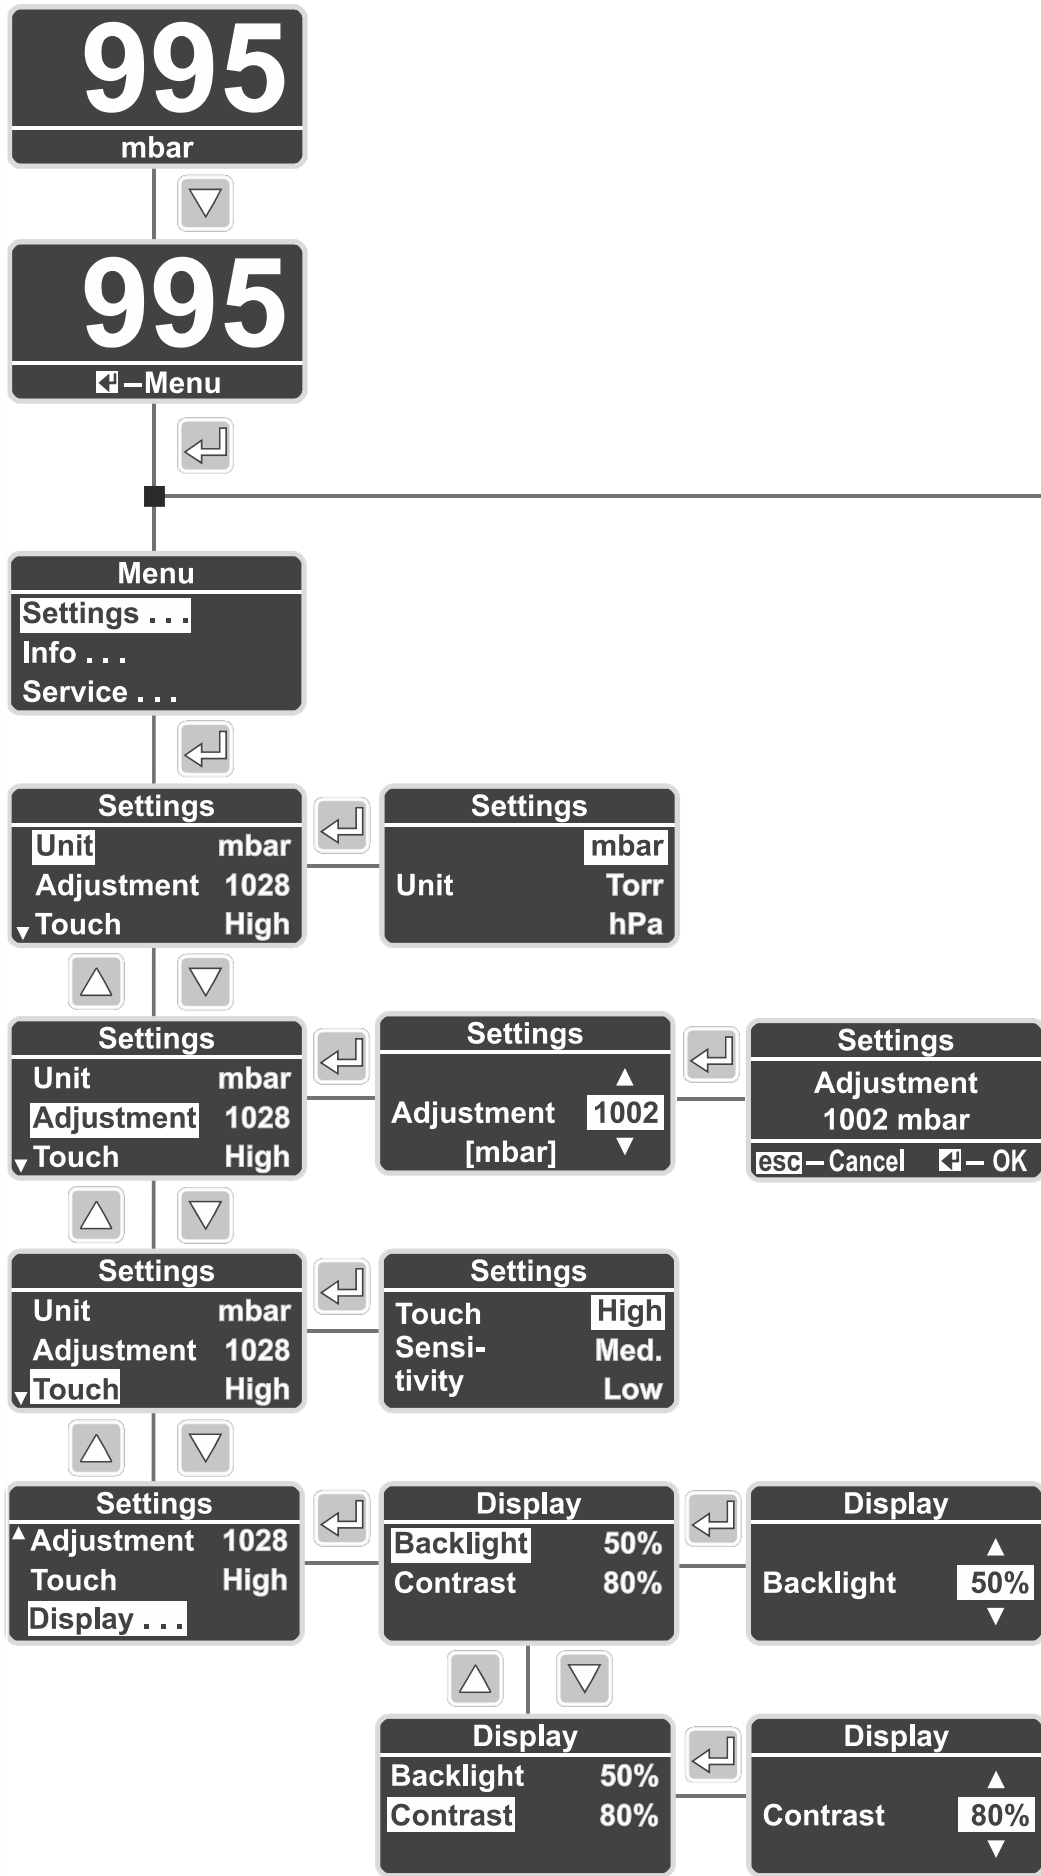 995
mbar
995
–Menu
Menu
Settings . . .
Info . . .
Service . . .
Settings
Unit mbar
Adjustment 1028
▼ Touch High
Settings
mbar
Unit Torr
hPa
Settings
Unit mbar
Adjustment 1028
▼ Touch High
Settings
▲
Adjustment 1002
[mbar] ▼
Settings
Adjustment
1002 mbar
esc – Cancel – OK
Settings
Unit mbar
Adjustment 1028
▼ Touch High
Settings
Touch High
Sensi- Med.
tivity Low
Settings
▲ Adjustment 1028
Touch High
Display . . .
Display
Backlight 50%
Contrast 80%
Display
▲
Backlight 50%
▼
Display
Backlight 50%
Contrast 80%
Display
▲
Contrast 80%
▼